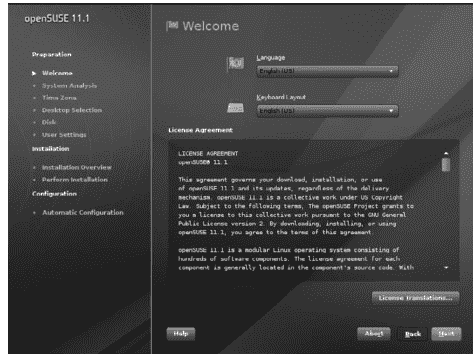 openSUSE 11.1
Preparation
Welcome
System Analysis
Time Zone
Desktop Selection
Disk
User Settings
Installation
Installation Overview
Perform Installation
Configuration
Automatic Configuration
Welcome
Language
English (US)
Keyboard Layout
English (US)
License Agreement
LICENSE AGREEMENT
openSUSE® 11.1
This agreement governs your download, installation, or use
of openSUSE 11.1 and its updates, regardless of the delivery
mechanism. openSUSE 11.1 is a collective work under US Copyright
Law. Subject to the following terms, The openSUSE Project grants to
you a license to this collective work pursuant to the GNU General
Public License version 2. By downloading, installing, or using
openSUSE 11.1, you agree to the terms of this agreement.
openSUSE 11.1 is a modular Linux operating system consisting of
hundreds of software components. The license agreement for each
component is generally located in the component's source code. With
License Translations...
Help
Abort
Back
Next